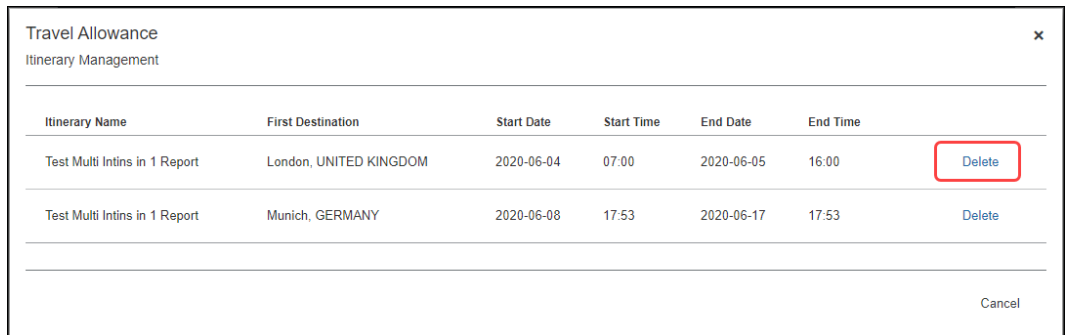 Travel Allowance
×
Itinerary Management
Itinerary Name First Destination Start Date Start Time End Date End Time
Test Multi Intins in 1 Report London, UNITED KINGDOM 2020-06-04 07:00 2020-06-05 16:00 Delete
Test Multi Intins in 1 Report Munich, GERMANY 2020-06-08 17:53 2020-06-17 17:53 Delete
Cancel